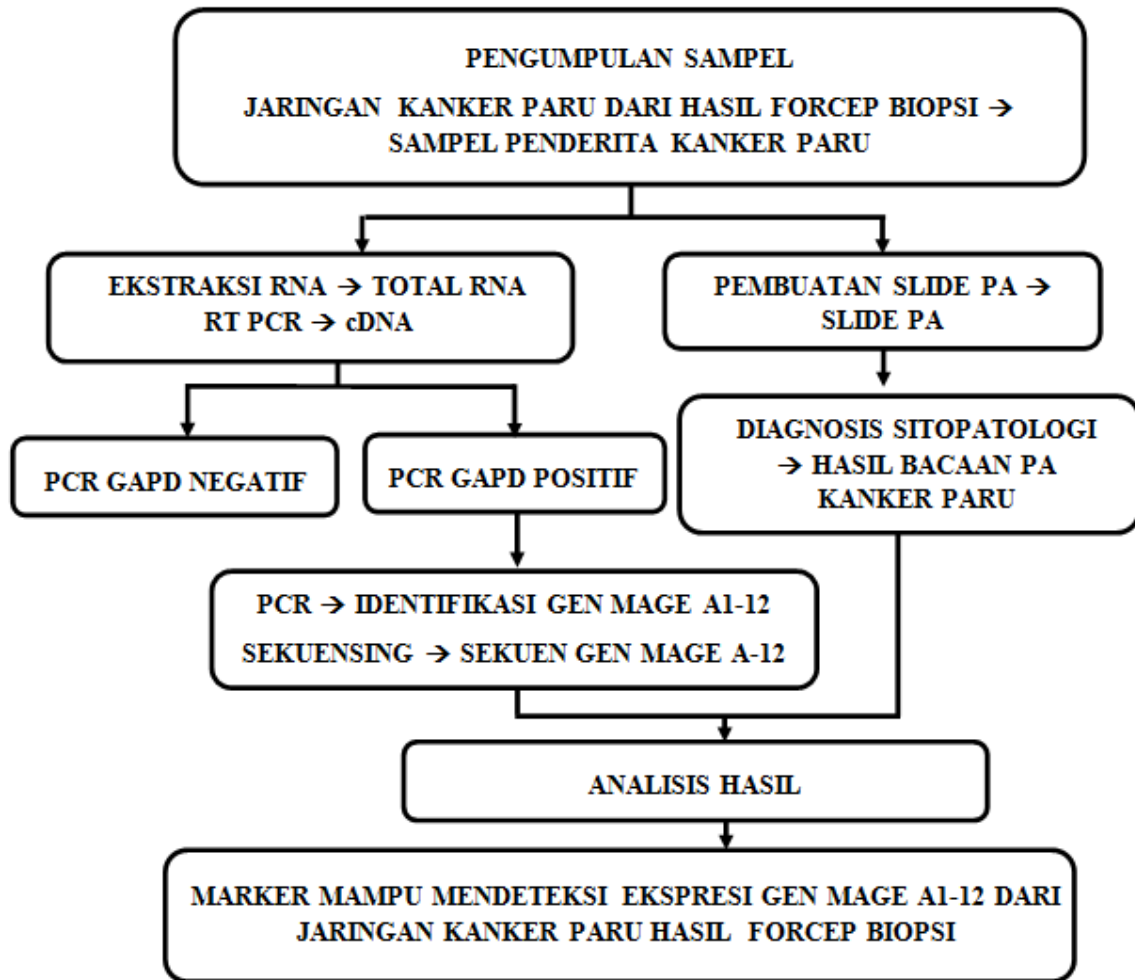 PENGUMPULAN SAMPEL
JARINGAN KANKER PARU DARI HASIL FORCEP BIOPSI →
SAMPEL PENDERITA KANKER PARU
EKSTRAKSI RNA → TOTAL RNA
RT PCR → cDNA
PEMBUATAN SLIDE PA →
SLIDE PA
PCR GAPD NEGATIF
PCR GAPD POSITIF
DIAGNOSIS SITOPATOLOGI
→ HASIL BACAAN PA
KANKER PARU
PCR → IDENTIFIKASI GEN MAGE A1-12
SEKUENSING → SEKUEN GEN MAGE A-12
ANALISIS HASIL
MARKER MAMPU MENDETEKSI EKSPRESI GEN MAGE A1-12 DARI
JARINGAN KANKER PARU HASIL FORCEP BIOPSI